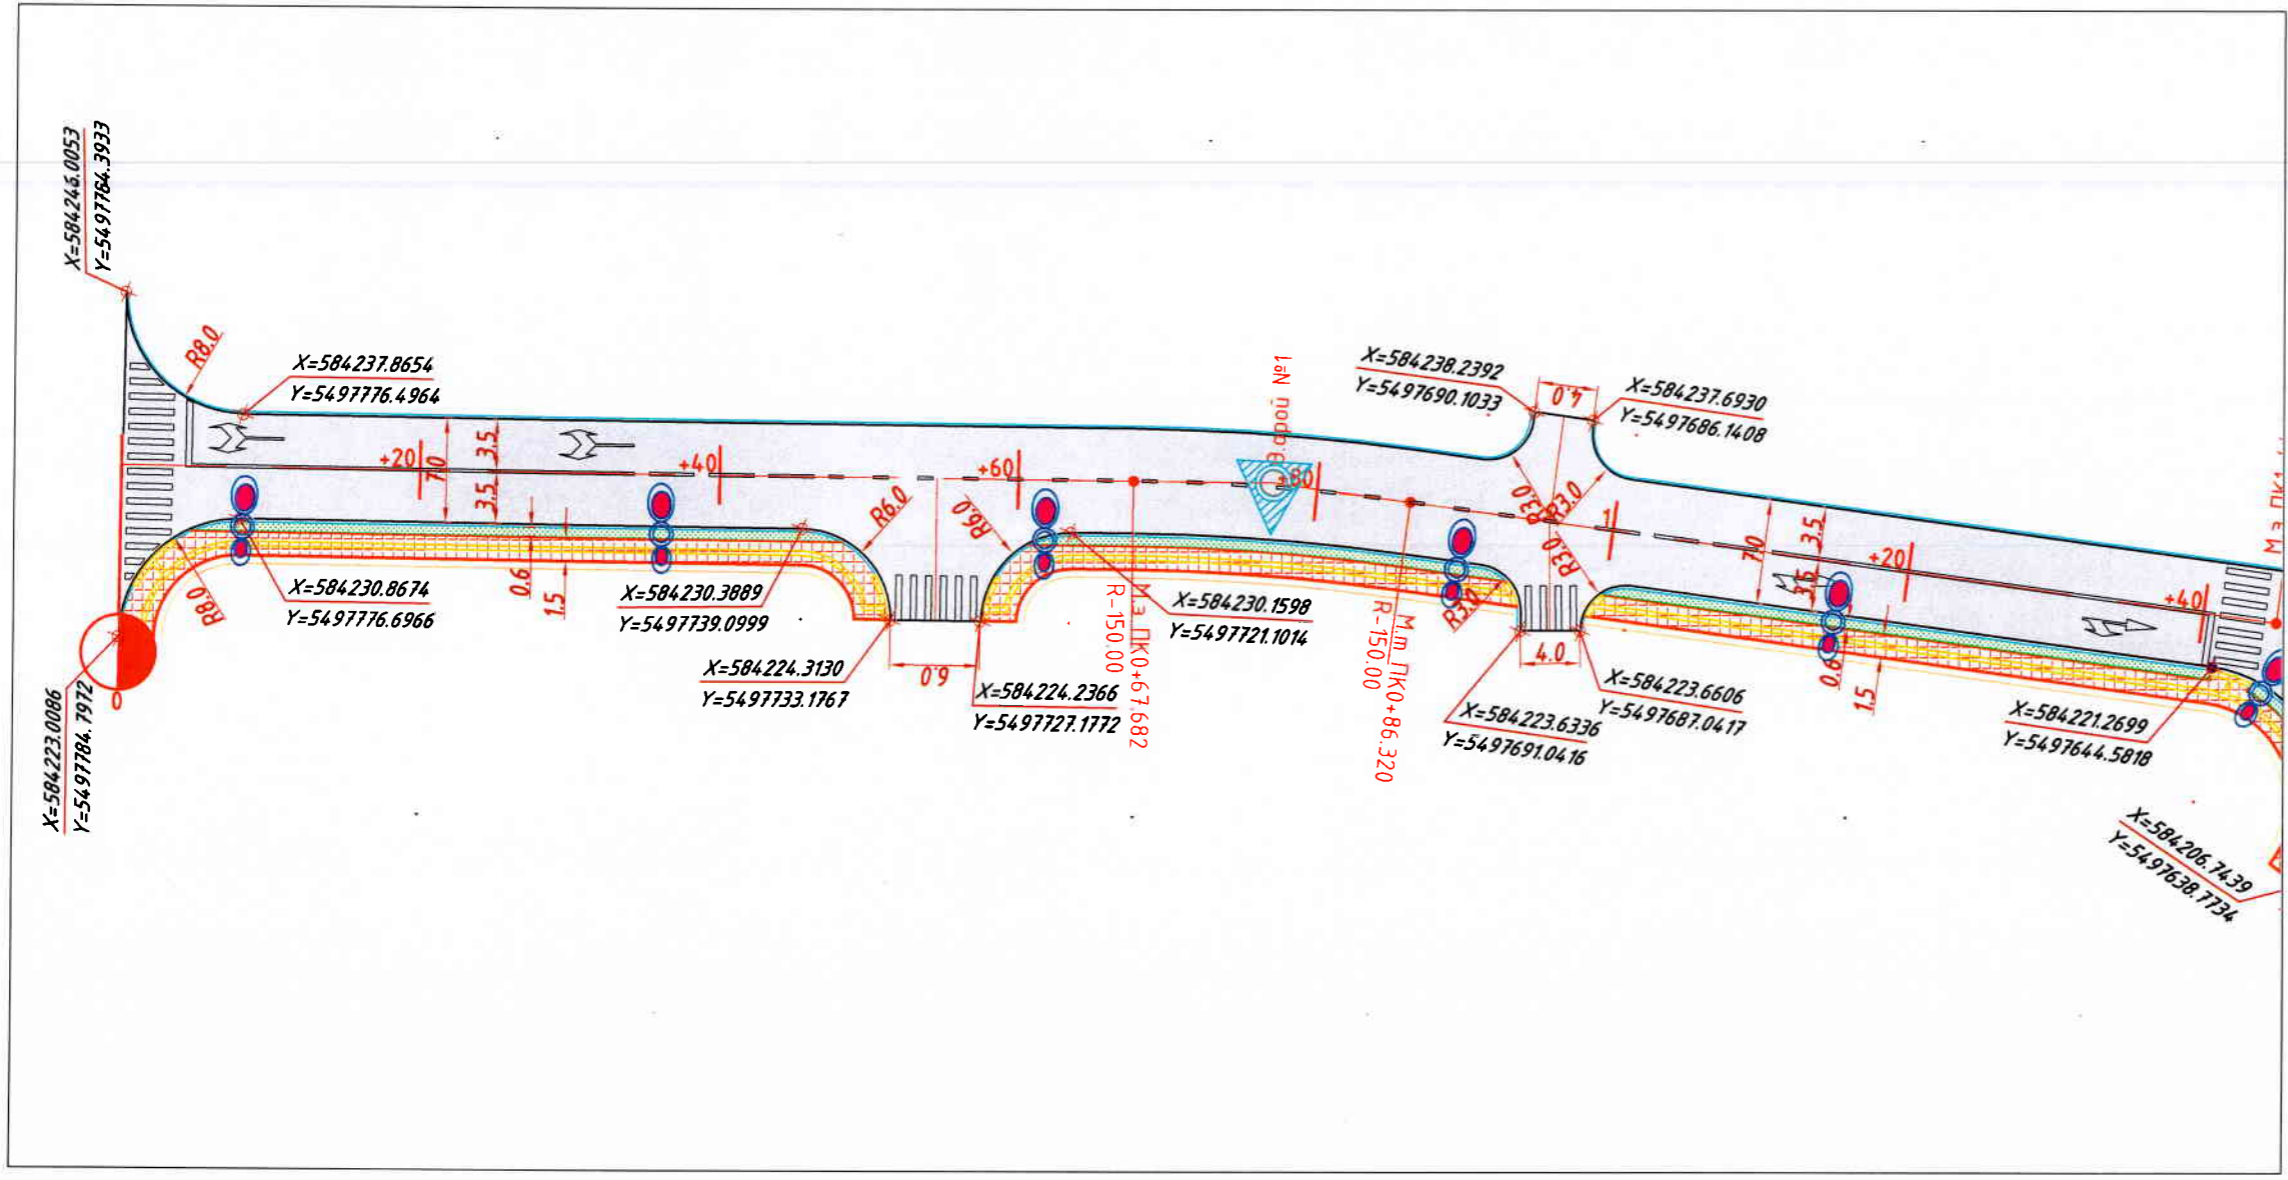 X=584246.0053
Y=5497784.3933
R8.0
X=584237.8654
Y=5497776.4964
+20
7.0
3.5
3.5
+40
+60
+80
в.город №1
X=584238.2392
Y=5497690.1033
4.0
X=584237.6930
Y=5497686.1408
R3.0
R3.0
R3.0
R3.0
1
7.0
3.5
3.5
+20
+40
R6.0
R6.0
R8.0
X=584230.8674
Y=5497776.6966
0.6
1.5
X=584230.3889
Y=5497739.0999
X=584224.3130
Y=5497733.1767
6.0
X=584224.2366
Y=5497727.1772
М.з. ПК0+67.682
R-150.00
X=584230.1598
Y=5497721.1014
М.п. ПК0+86.320
R-150.00
4.0
X=584223.6336
Y=5497691.0416
X=584223.6606
Y=5497687.0417
0.6
1.5
X=584221.2699
Y=5497644.5818
X=584206.7439
Y=5497638.7734
X=584223.0086
Y=5497784.7972
0